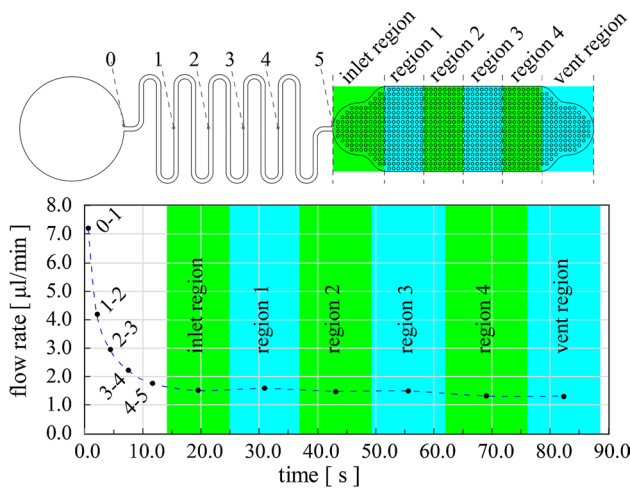 0
1
2
3
4
5
inlet region
region 1
region 2
region 3
region 4
vent region
flow rate [ µl/min ]
8.0
7.0
6.0
5.0
4.0
3.0
2.0
1.0
0.0
0-1
1-2
2-3
3-4
4-5
inlet region
region 1
region 2
region 3
region 4
vent region
0.0
10.0
20.0
30.0
40.0
50.0
60.0
70.0
80.0
90.0
time [ s ]